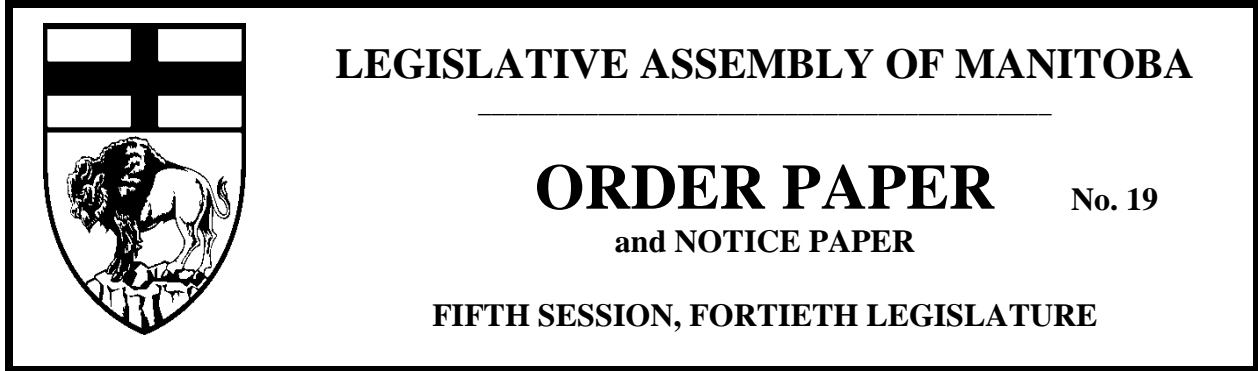 LEGISLATIVE ASSEMBLY OF MANITOBA
ORDER PAPER No. 19
and NOTICE PAPER
FIFTH SESSION, FORTIETH LEGISLATURE